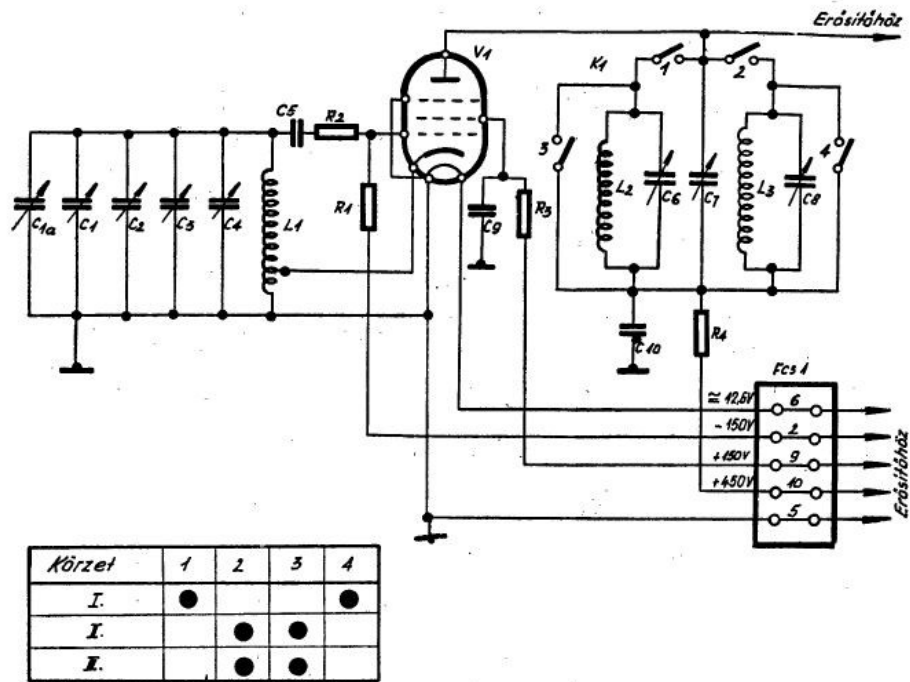 Erősítőhöz
V1
K1
1
2
C5
R2
3
4
R1
L1
C1a
C1
C2
C3
C4
C9
R3
L2
C6
C7
L3
C8
C10
R4
Fcs 1
≃ 12,6V 6
-150V 2
+150V 9
+450V 10
5
Erősítőhöz
Körzet 1 2 3 4
I. ● ●
II. ● ●